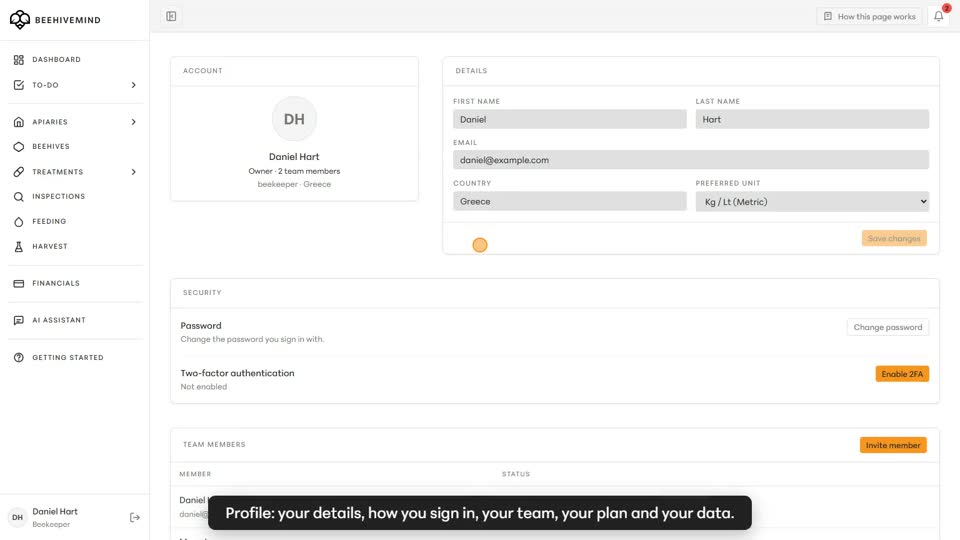 BEEHIVEMIND
How this page works
2
DASHBOARD
TO-DO
APIARIES
BEEHIVES
TREATMENTS
INSPECTIONS
FEEDING
HARVEST
FINANCIALS
AI ASSISTANT
GETTING STARTED
DH
Daniel Hart
Beekeeper
ACCOUNT
DH
Daniel Hart
Owner · 2 team members
beekeeper · Greece
DETAILS
FIRST NAME
LAST NAME
Daniel
Hart
EMAIL
daniel@example.com
COUNTRY
PREFERRED UNIT
Greece
Kg / Lt (Metric)
Save changes
SECURITY
Password
Change the password you sign in with.
Change password
Two-factor authentication
Not enabled
Enable 2FA
TEAM MEMBERS
Invite member
MEMBER
STATUS
Daniel
daniel@
Profile: your details, how you sign in, your team, your plan and your data.